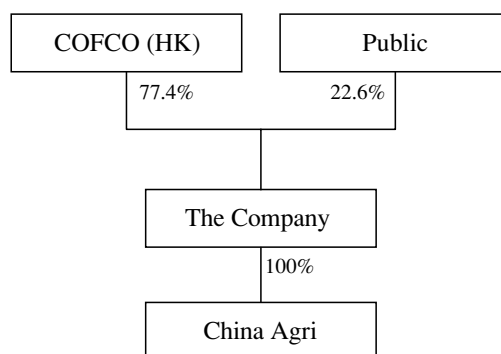 COFCO (HK)
Public
77.4%
22.6%
The Company
100%
China Agri